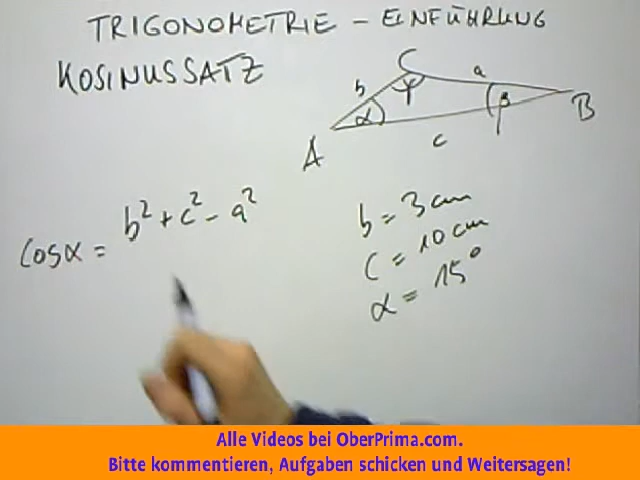 TRIGONOMETRIE – EINFÜHRUNG
KOSINUSSATZ
C
b
a
α
γ
β
A
c
B
cosα = b² + c² - a²
b = 3 cm
c = 10 cm
α = 15°
Alle Videos bei OberPrima.com.
Bitte kommentieren, Aufgaben schicken und Weitersagen!